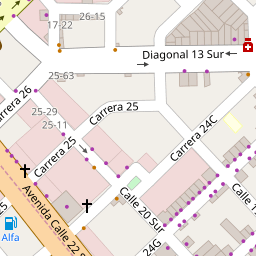 26-15
17-22
Diagonal 13 Sur
25-63
Carrera 26
Carrera 25
25-29
25-11
Carrera 24C
Carrera 25
Calle 20 Sur
Avenida Calle 22
Alfa
24G